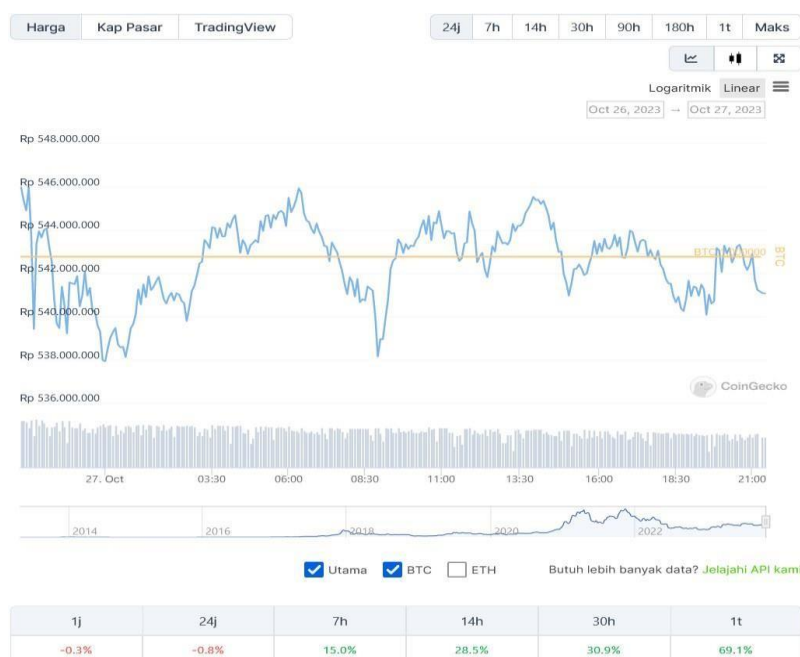 Harga Kap Pasar TradingView 24j 7h 14h 30h 90h 180h 1t Maks
Logaritmik Linear
Oct 26, 2023 → Oct 27, 2023
Rp 548.000.000
Rp 546.000.000
Rp 544.000.000
BTC
BTC
Rp 542.000.000
Rp 540.000.000
Rp 538.000.000
CoinGecko
Rp 536.000.000
27. Oct 03:30 06:00 08:30 11:00 13:30 16:00 18:30 21:00
2014 2016 2018 2020 2022
Utama BTC ETH Butuh lebih banyak data? Jelajahi API kami
1j 24j 7h 14h 30h 1t
-0.3% -0.8% 15.0% 28.5% 30.9% 69.1%